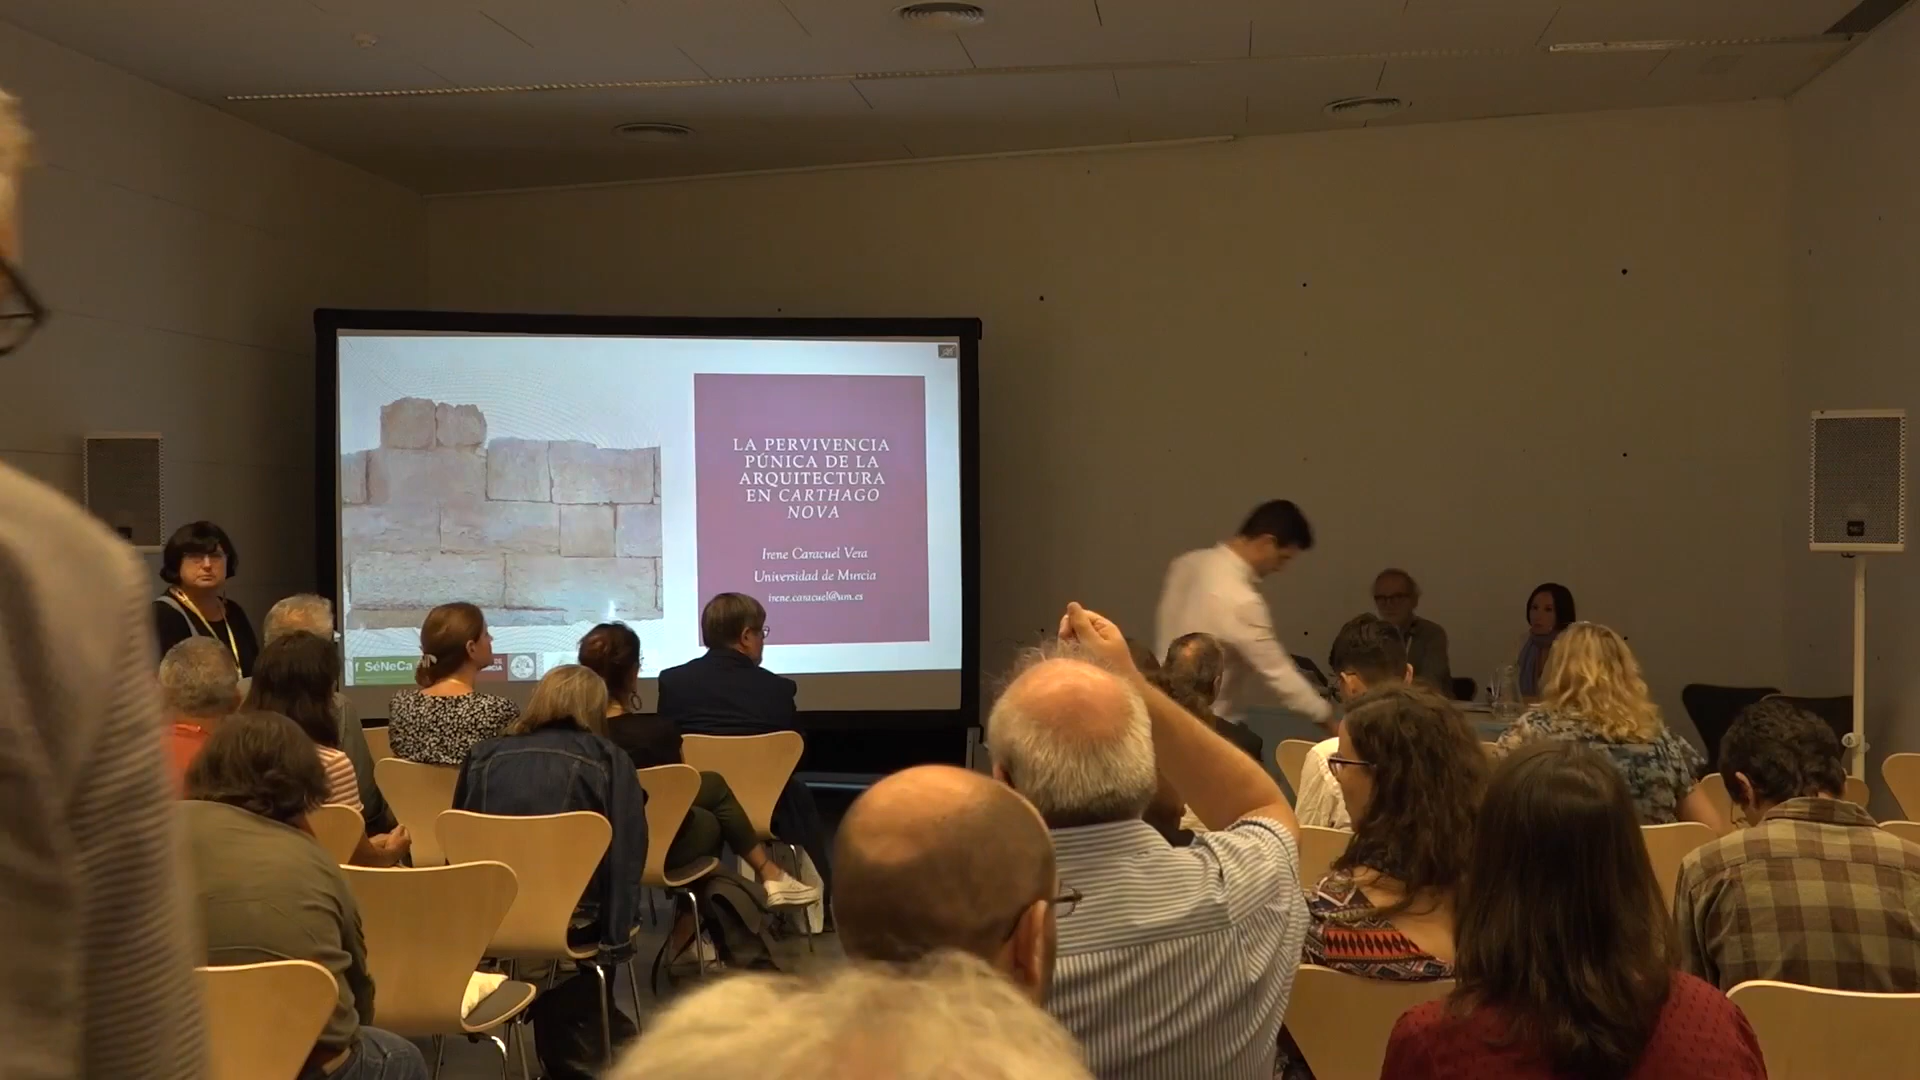 LA PERVIVENCIA
PÚNICA DE LA
ARQUITECTURA
EN CARTHAGO
NOVA
Irene Caracuel Vera
Universidad de Murcia
irene.caracuel@um.es
f SéNeCa